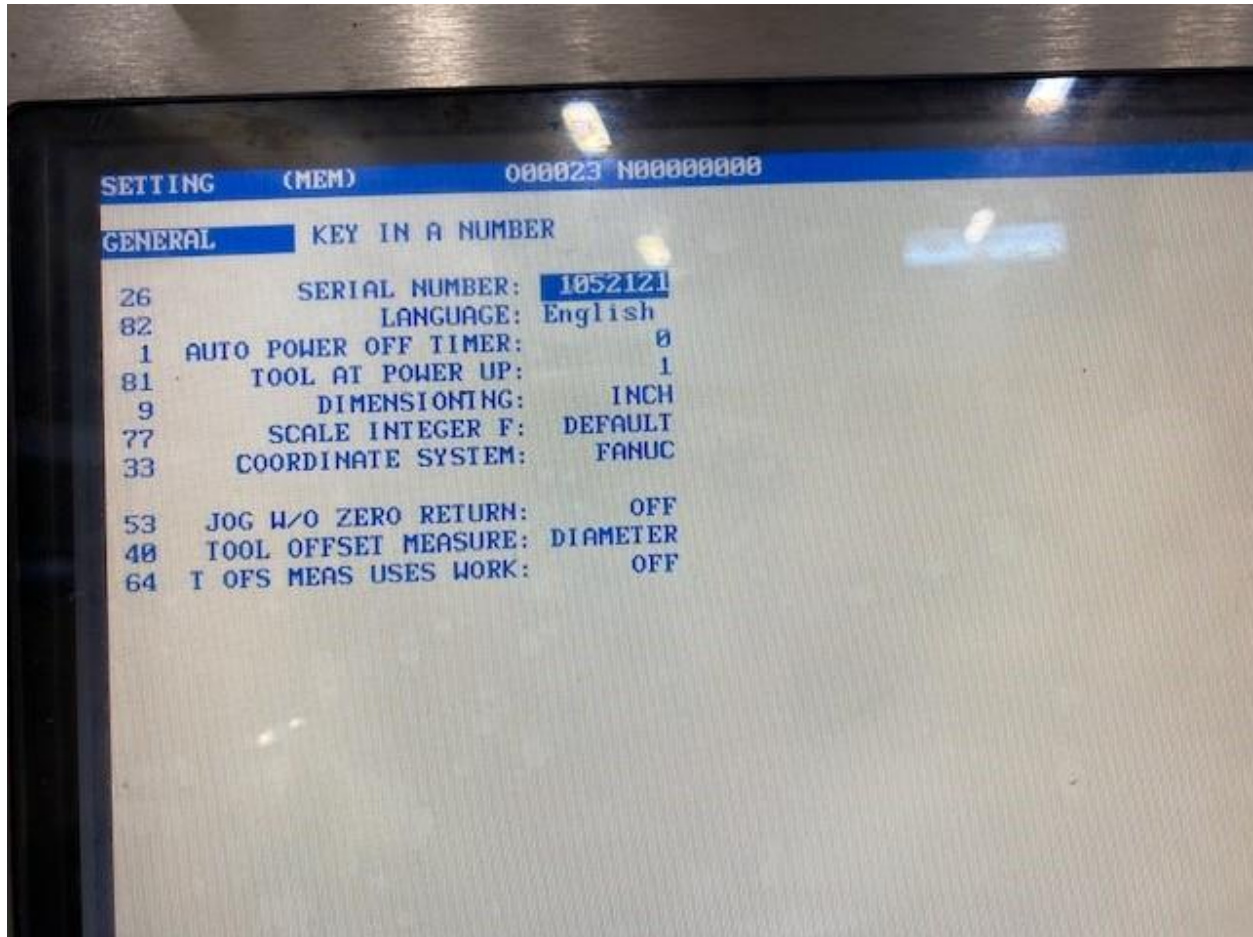 SETTING (MEM) O00023 N00000000
GENERAL KEY IN A NUMBER
26 SERIAL NUMBER: 1052121
82 LANGUAGE: English
1 AUTO POWER OFF TIMER: 0
81 TOOL AT POWER UP: 1
9 DIMENSIONING: INCH
77 SCALE INTEGER F: DEFAULT
33 COORDINATE SYSTEM: FANUC
53 JOG W/O ZERO RETURN: OFF
40 TOOL OFFSET MEASURE: DIAMETER
64 T OFS MEAS USES WORK: OFF